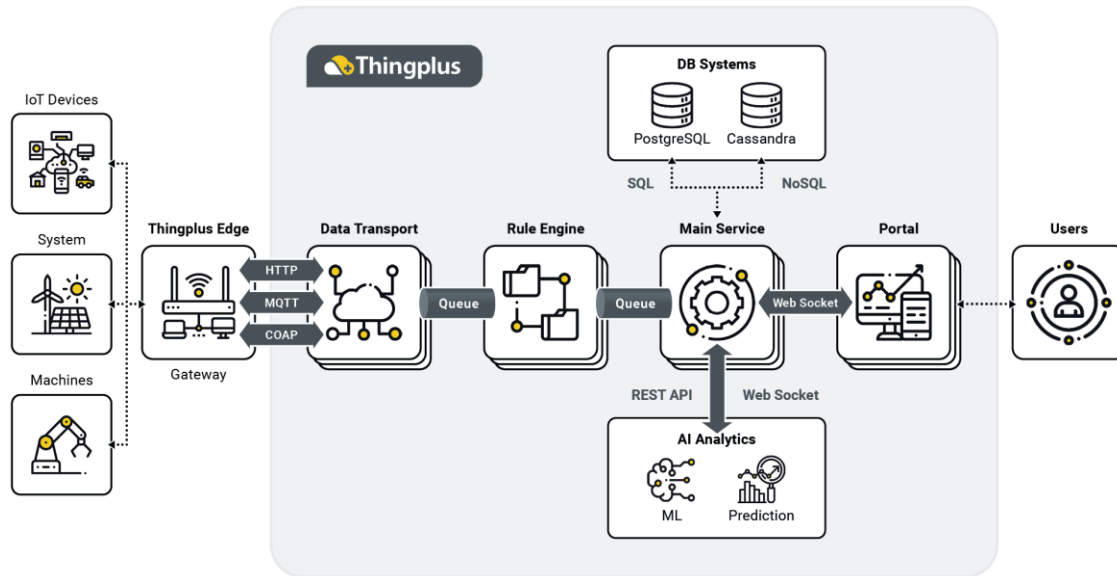 Thingplus
DB Systems
PostgreSQL
Cassandra
SQL
NoSQL
IoT Devices
System
Machines
Thingplus Edge
Gateway
HTTP
MQTT
COAP
Data Transport
Queue
Rule Engine
Queue
Main Service
Web Socket
Portal
Users
REST API
Web Socket
AI Analytics
ML
Prediction